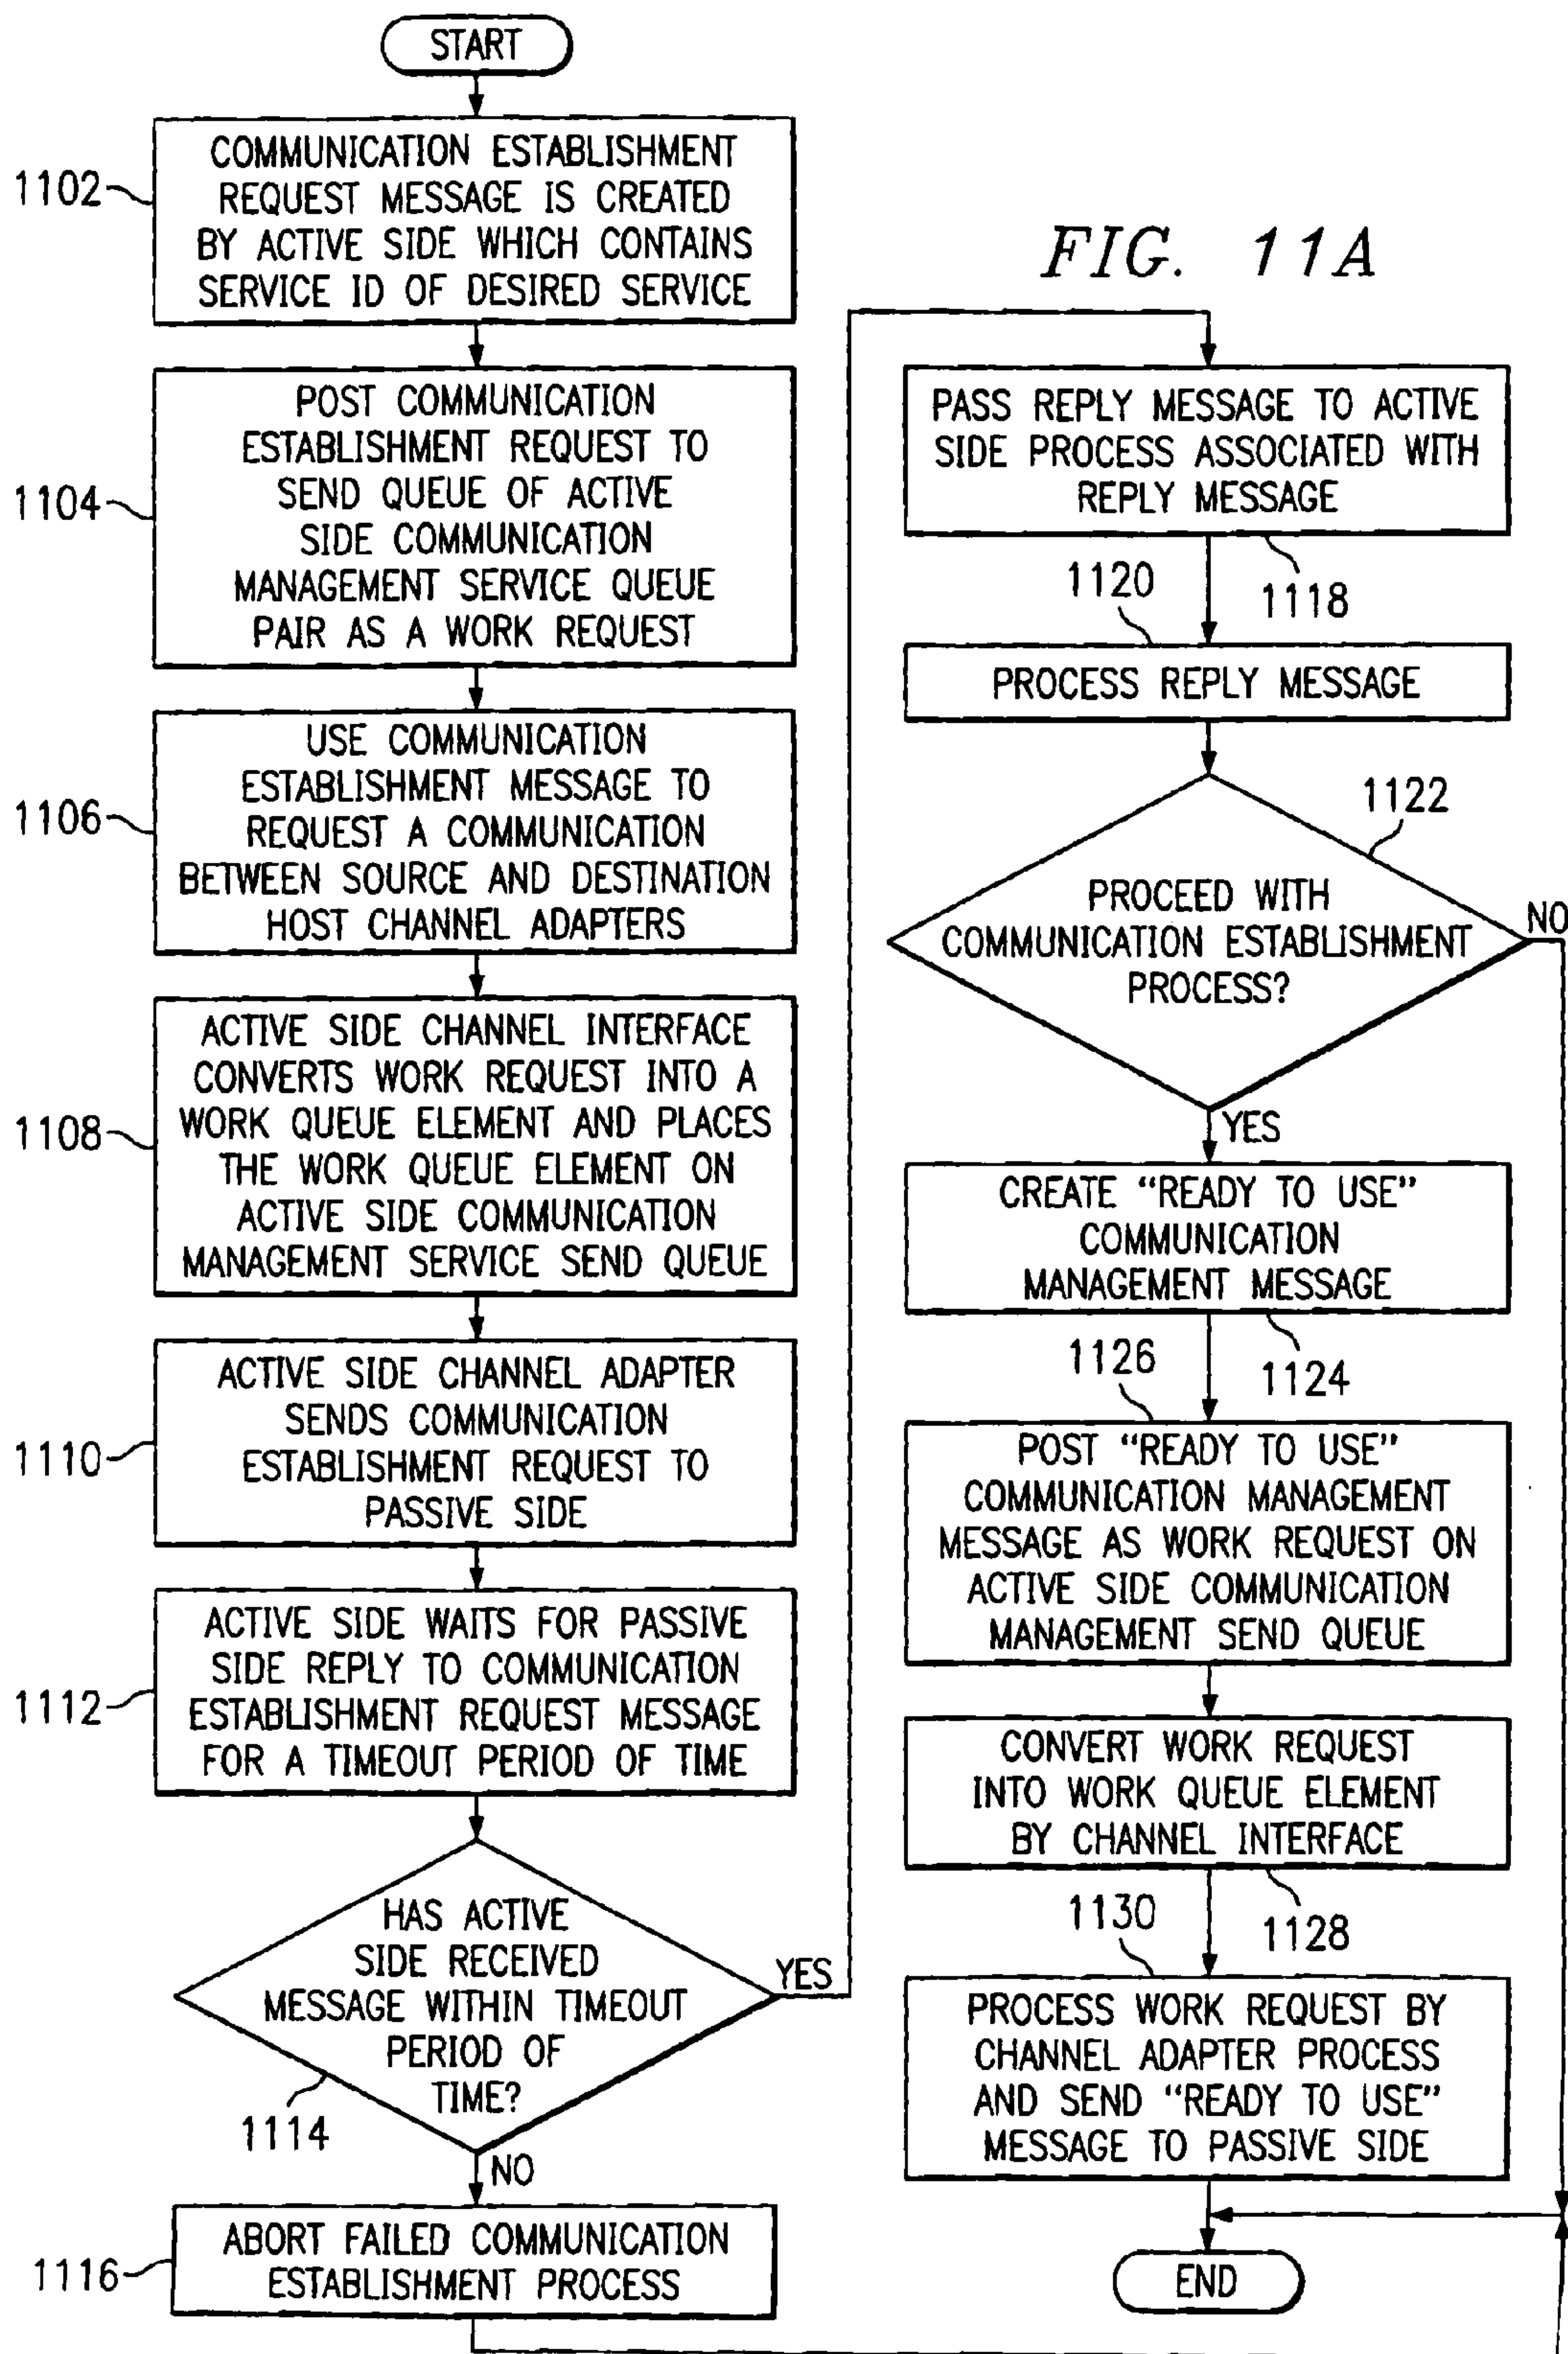 START
1102
COMMUNICATION ESTABLISHMENT
REQUEST MESSAGE IS CREATED
BY ACTIVE SIDE WHICH CONTAINS
SERVICE ID OF DESIRED SERVICE
1104
POST COMMUNICATION
ESTABLISHMENT REQUEST TO
SEND QUEUE OF ACTIVE
SIDE COMMUNICATION
MANAGEMENT SERVICE QUEUE
PAIR AS A WORK REQUEST
1106
USE COMMUNICATION
ESTABLISHMENT MESSAGE TO
REQUEST A COMMUNICATION
BETWEEN SOURCE AND DESTINATION
HOST CHANNEL ADAPTERS
1108
ACTIVE SIDE CHANNEL INTERFACE
CONVERTS WORK REQUEST INTO A
WORK QUEUE ELEMENT AND PLACES
THE WORK QUEUE ELEMENT ON
ACTIVE SIDE COMMUNICATION
MANAGEMENT SERVICE SEND QUEUE
1110
ACTIVE SIDE CHANNEL ADAPTER
SENDS COMMUNICATION
ESTABLISHMENT REQUEST TO
PASSIVE SIDE
1112
ACTIVE SIDE WAITS FOR PASSIVE
SIDE REPLY TO COMMUNICATION
ESTABLISHMENT REQUEST MESSAGE
FOR A TIMEOUT PERIOD OF TIME
HAS ACTIVE
SIDE RECEIVED
MESSAGE WITHIN TIMEOUT
PERIOD OF
TIME?
1114
YES
NO
1116
ABORT FAILED COMMUNICATION
ESTABLISHMENT PROCESS
FIG. 11A
PASS REPLY MESSAGE TO ACTIVE
SIDE PROCESS ASSOCIATED WITH
REPLY MESSAGE
1118
1120
PROCESS REPLY MESSAGE
1122
PROCEED WITH
COMMUNICATION ESTABLISHMENT
PROCESS?
NO
YES
CREATE “READY TO USE”
COMMUNICATION
MANAGEMENT MESSAGE
1124
1126
POST “READY TO USE”
COMMUNICATION MANAGEMENT
MESSAGE AS WORK REQUEST ON
ACTIVE SIDE COMMUNICATION
MANAGEMENT SEND QUEUE
CONVERT WORK REQUEST
INTO WORK QUEUE ELEMENT
BY CHANNEL INTERFACE
1128
1130
PROCESS WORK REQUEST BY
CHANNEL ADAPTER PROCESS
AND SEND “READY TO USE”
MESSAGE TO PASSIVE SIDE
END